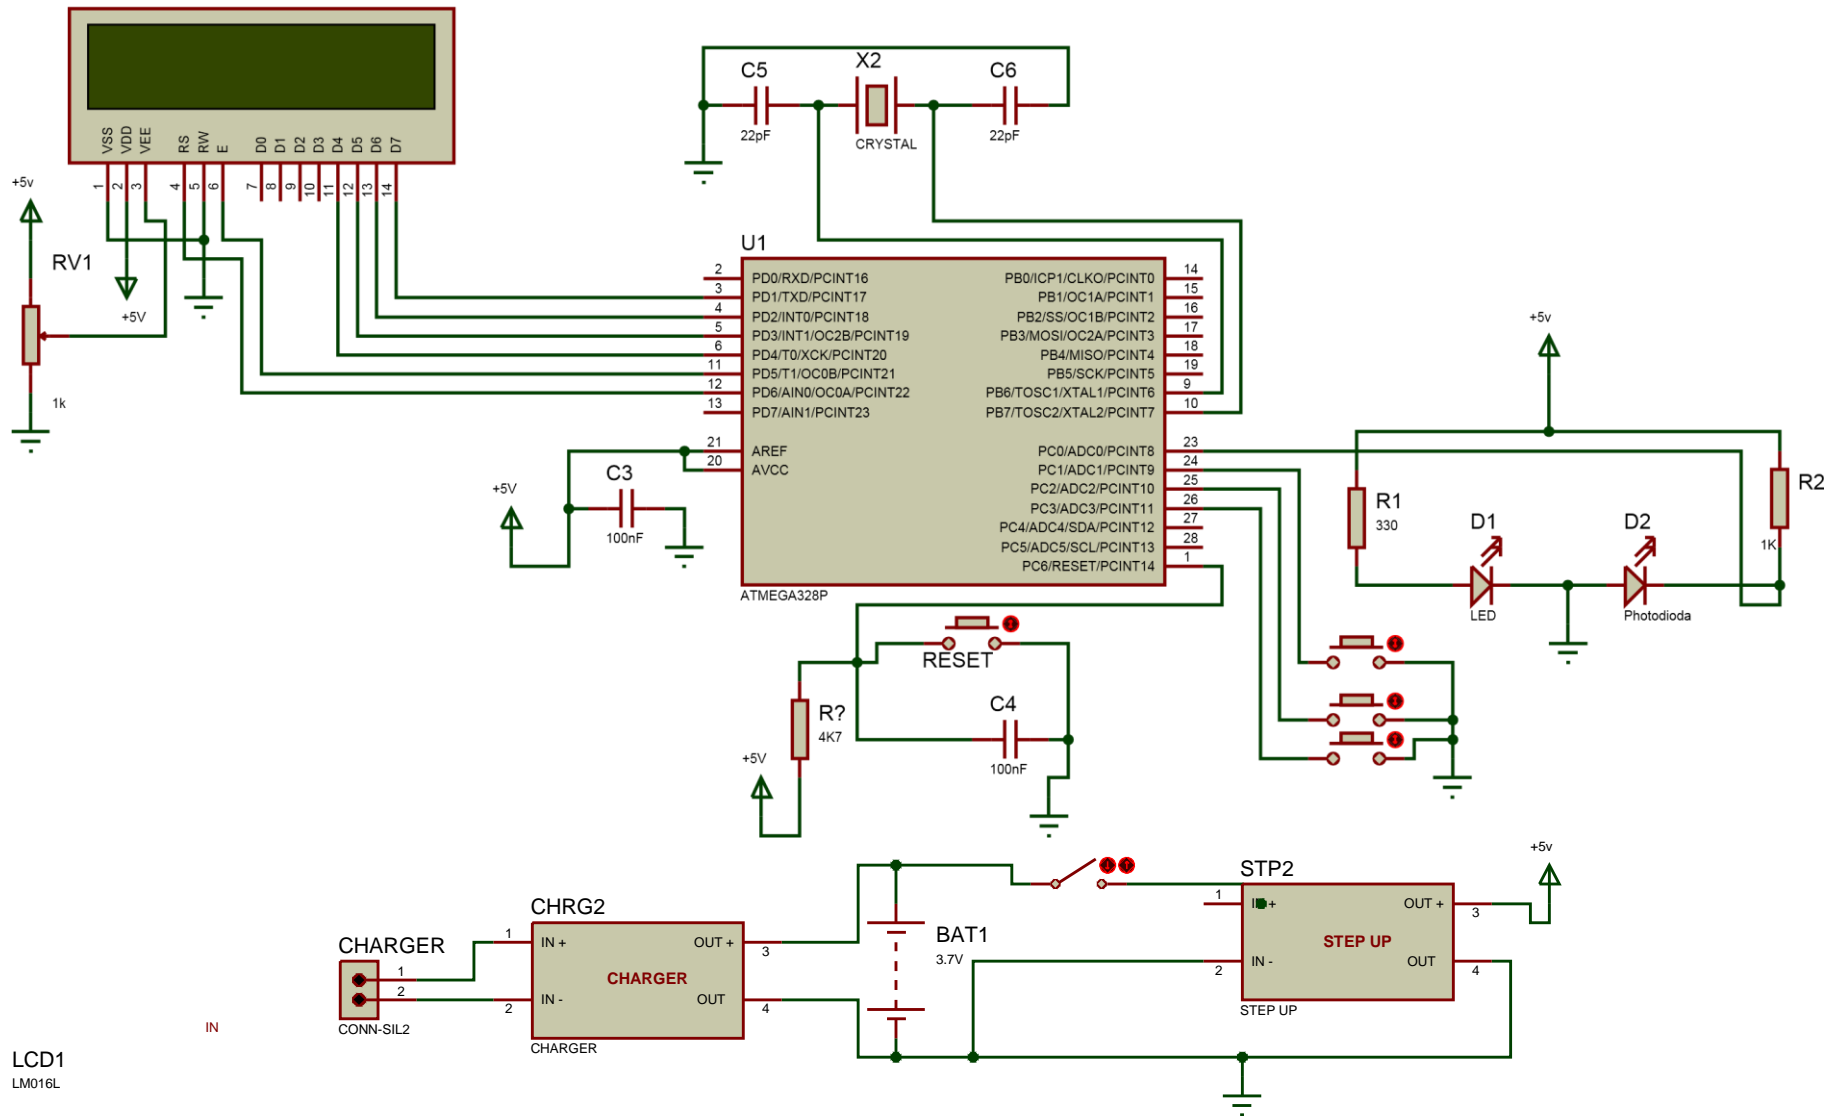 VSS
VDD
VEE
RS
RW
E
D0
D1
D2
D3
D4
D5
D6
D7
1
2
3
4
5
6
7
8
9
10
11
12
13
14
+5v
RV1
1k
+5V
C5
22pF
X2
CRYSTAL
C6
22pF
U1
2 PD0/RXD/PCINT16
3 PD1/TXD/PCINT17
4 PD2/INT0/PCINT18
5 PD3/INT1/OC2B/PCINT19
6 PD4/T0/XCK/PCINT20
11 PD5/T1/OC0B/PCINT21
12 PD6/AIN0/OC0A/PCINT22
13 PD7/AIN1/PCINT23
21 AREF
20 AVCC
PB0/ICP1/CLKO/PCINT0 14
PB1/OC1A/PCINT1 15
PB2/SS/OC1B/PCINT2 16
PB3/MOSI/OC2A/PCINT3 17
PB4/MISO/PCINT4 18
PB5/SCK/PCINT5 19
PB6/TOSC1/XTAL1/PCINT6 9
PB7/TOSC2/XTAL2/PCINT7 10
PC0/ADC0/PCINT8 23
PC1/ADC1/PCINT9 24
PC2/ADC2/PCINT10 25
PC3/ADC3/PCINT11 26
PC4/ADC4/SDA/PCINT12 27
PC5/ADC5/SCL/PCINT13 28
PC6/RESET/PCINT14 1
ATMEGA328P
+5V
C3
100nF
+5v
R1
330
D1
LED
D2
Photodioda
R2
1K
RESET
R?
4K7
C4
100nF
+5V
CHARGER
1
2
CONN-SIL2
CHRG2
1 IN +
2 IN -
CHARGER
OUT + 3
OUT 4
CHARGER
BAT1
3.7V
STP2
1
2 IN -
STEP UP
OUT + 3
OUT 4
STEP UP
+5v
IN
LCD1
LM016L